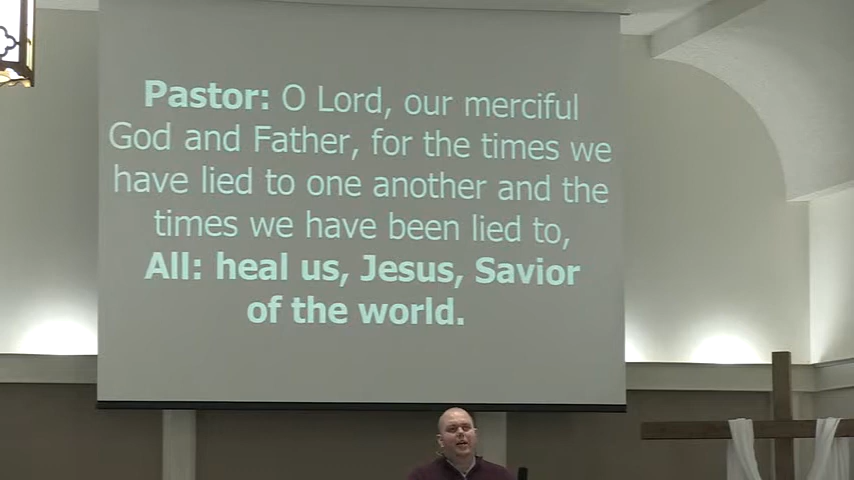 Pastor: O Lord, our merciful
God and Father, for the times we
have lied to one another and the
times we have been lied to,
All: heal us, Jesus, Savior
of the world.